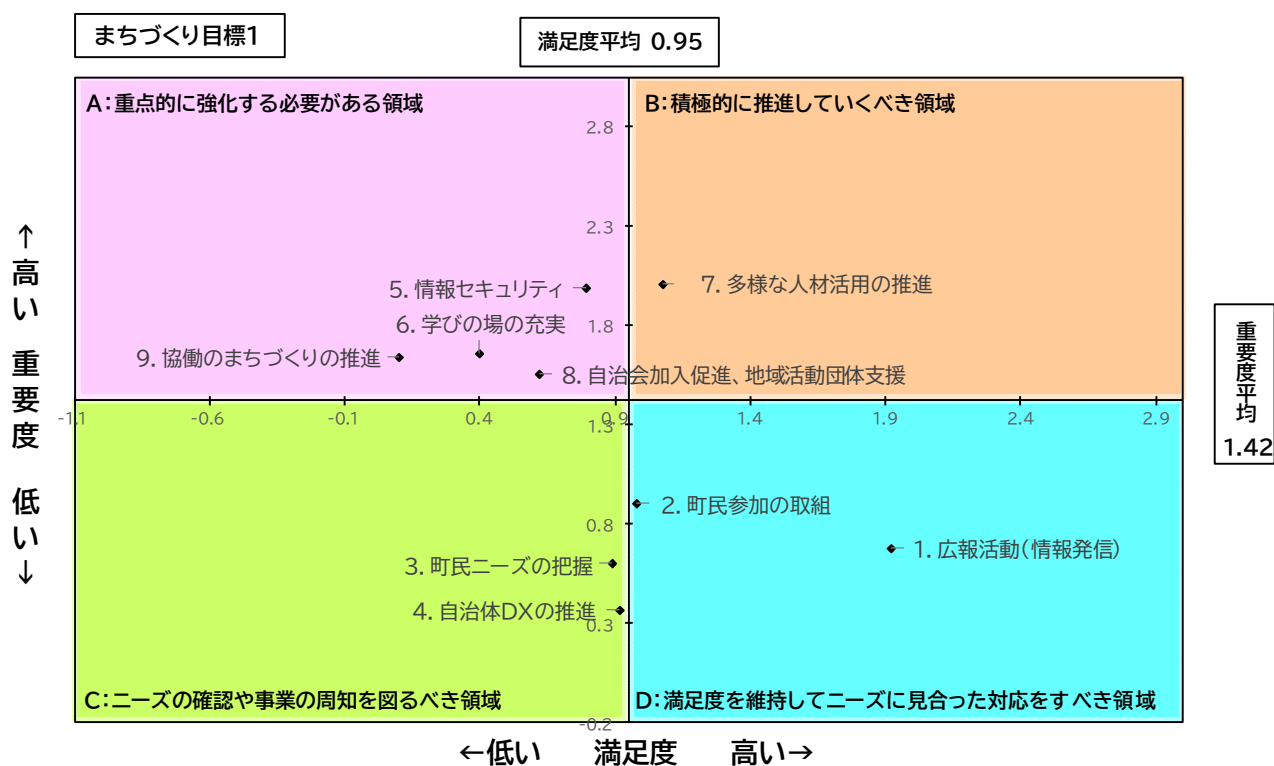 まちづくり目標1
満足度平均 0.95
A：重点的に強化する必要がある領域
B：積極的に推進していくべき領域
2.8
2.3
5. 情報セキュリティ
7. 多様な人材活用の推進
6. 学びの場の充実
1.8
9. 協働のまちづくりの推進
8. 自治会加入促進、地域活動団体支援
-1.1
-0.6
-0.1
0.4
0.9
1.4
1.9
2.4
2.9
1.3
2. 町民参加の取組
0.8
1. 広報活動（情報発信）
3. 町民ニーズの把握
4. 自治体DXの推進
0.3
C：ニーズの確認や事業の周知を図るべき領域
D：満足度を維持してニーズに見合った対応をすべき領域
-0.2
↑高い 重要度 低い↓
重要度平均
1.42
←低い 満足度 高い→